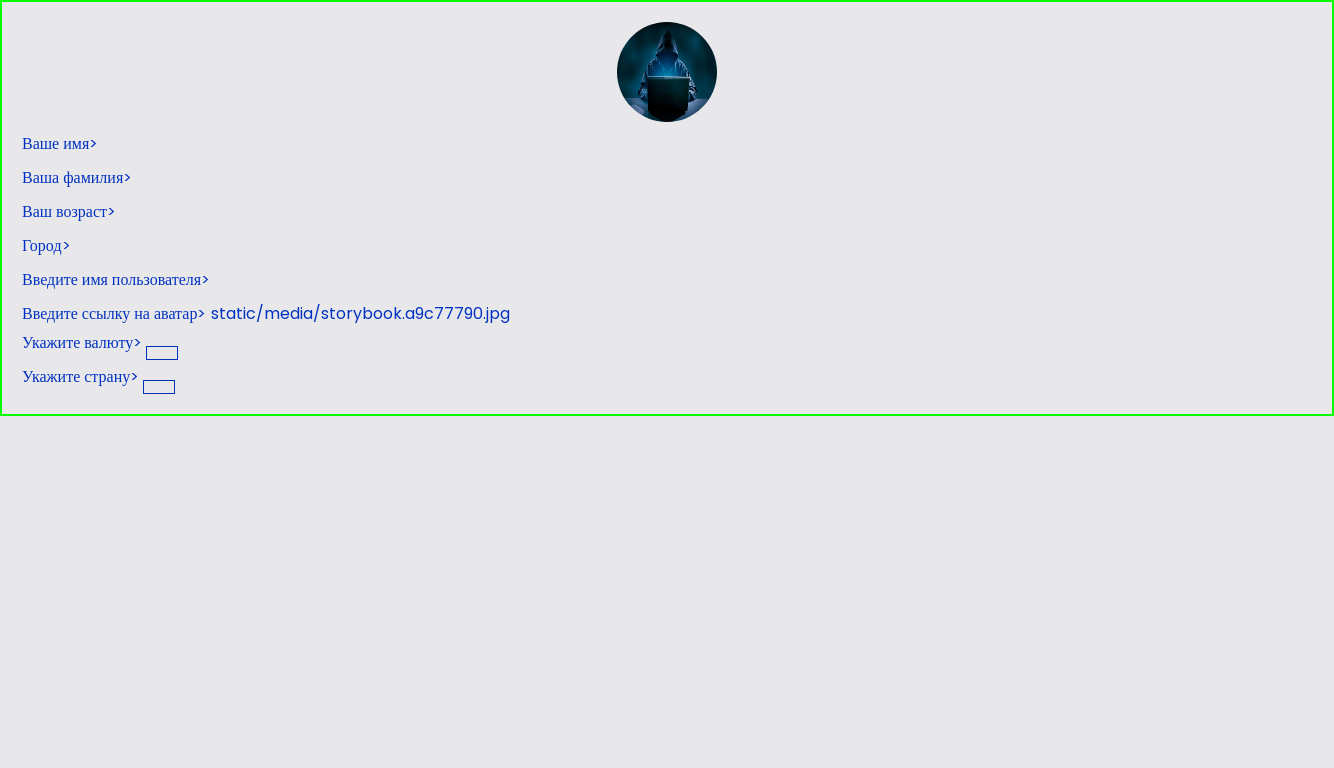 Ваше имя>
Ваша фамилия>
Ваш возраст>
Город>
Введите имя пользователя>
Введите ссылку на аватар> static/media/storybook.a9c77790.jpg
Укажите валюту>
Укажите страну>